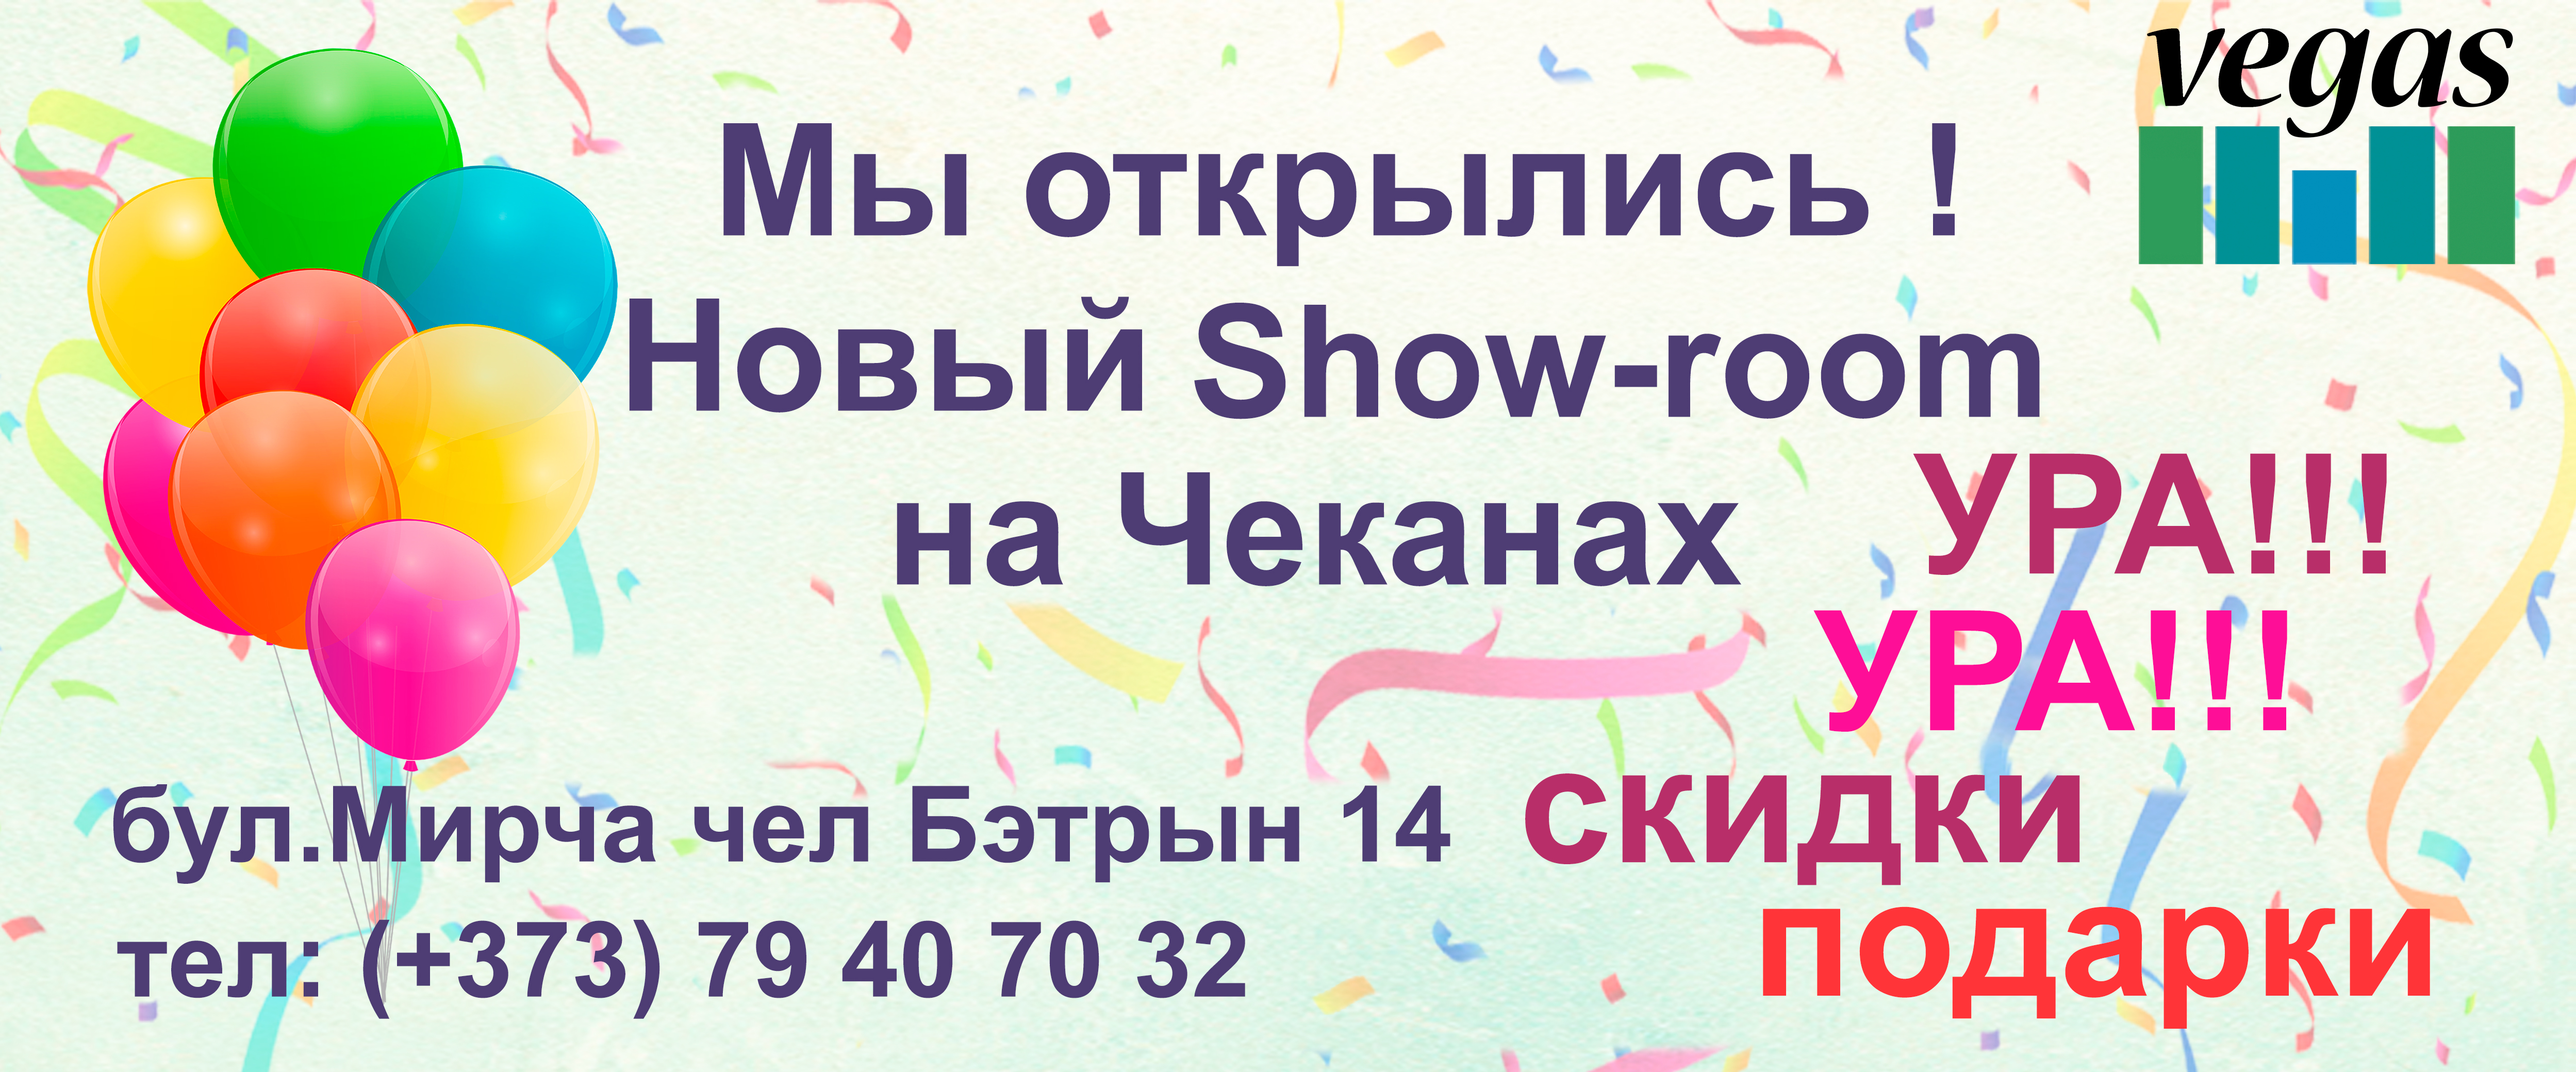 vegas
Мы открылись !
Новый Show-room
на Чеканах
УРА!!!
УРА!!!
скидки
подарки
бул.Мирча чел Бэтрын 14
тел: (+373) 79 40 70 32